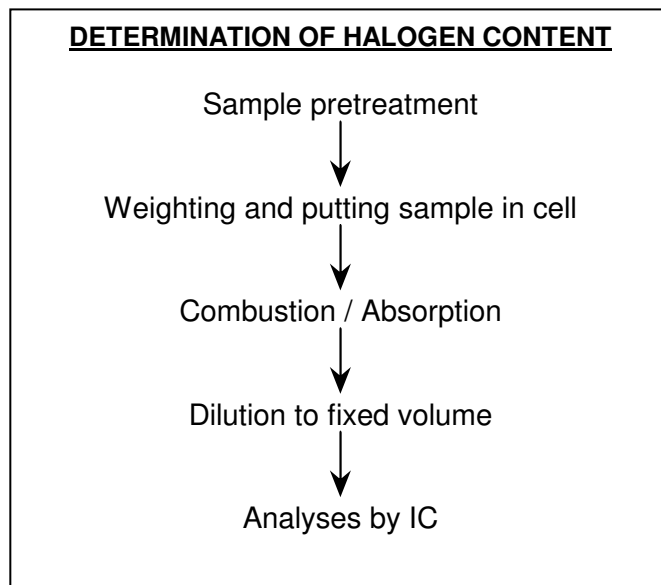 DETERMINATION OF HALOGEN CONTENT
Sample pretreatment
Weighting and putting sample in cell
Combustion / Absorption
Dilution to fixed volume
Analyses by IC